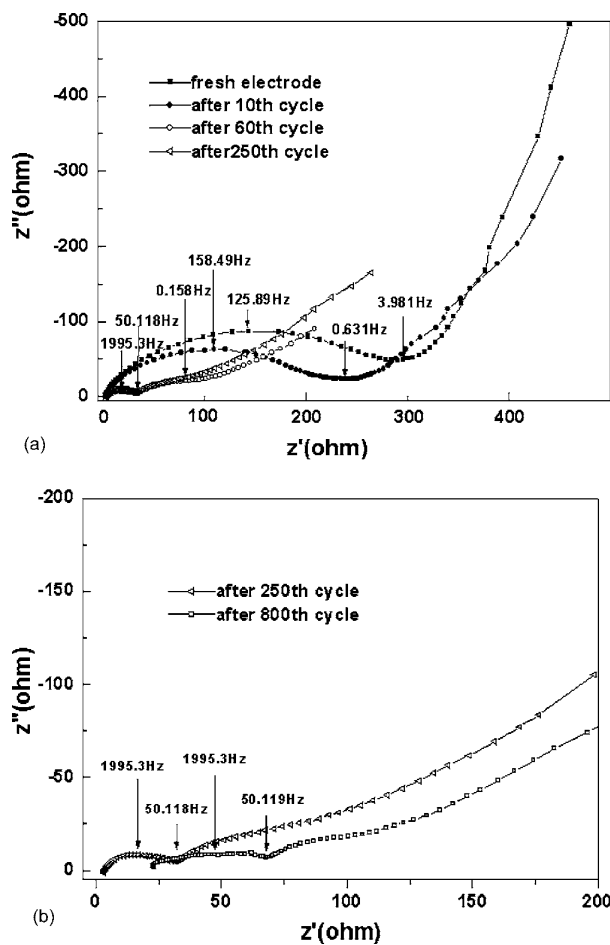 -500
-400
-300
-200
-100
0
z''(ohm)
fresh electrode
after 10th cycle
after 60th cycle
after250th cycle
158.49Hz
0.158Hz
125.89Hz
50.118Hz
1995.3Hz
0.631Hz
3.981Hz
0 100 200 300 400
(a)
z'(ohm)
-200
-150
-100
-50
0
z''(ohm)
after 250th cycle
after 800th cycle
1995.3Hz
1995.3Hz
50.118Hz
50.119Hz
0 50 100 150 200
(b)
z'(ohm)